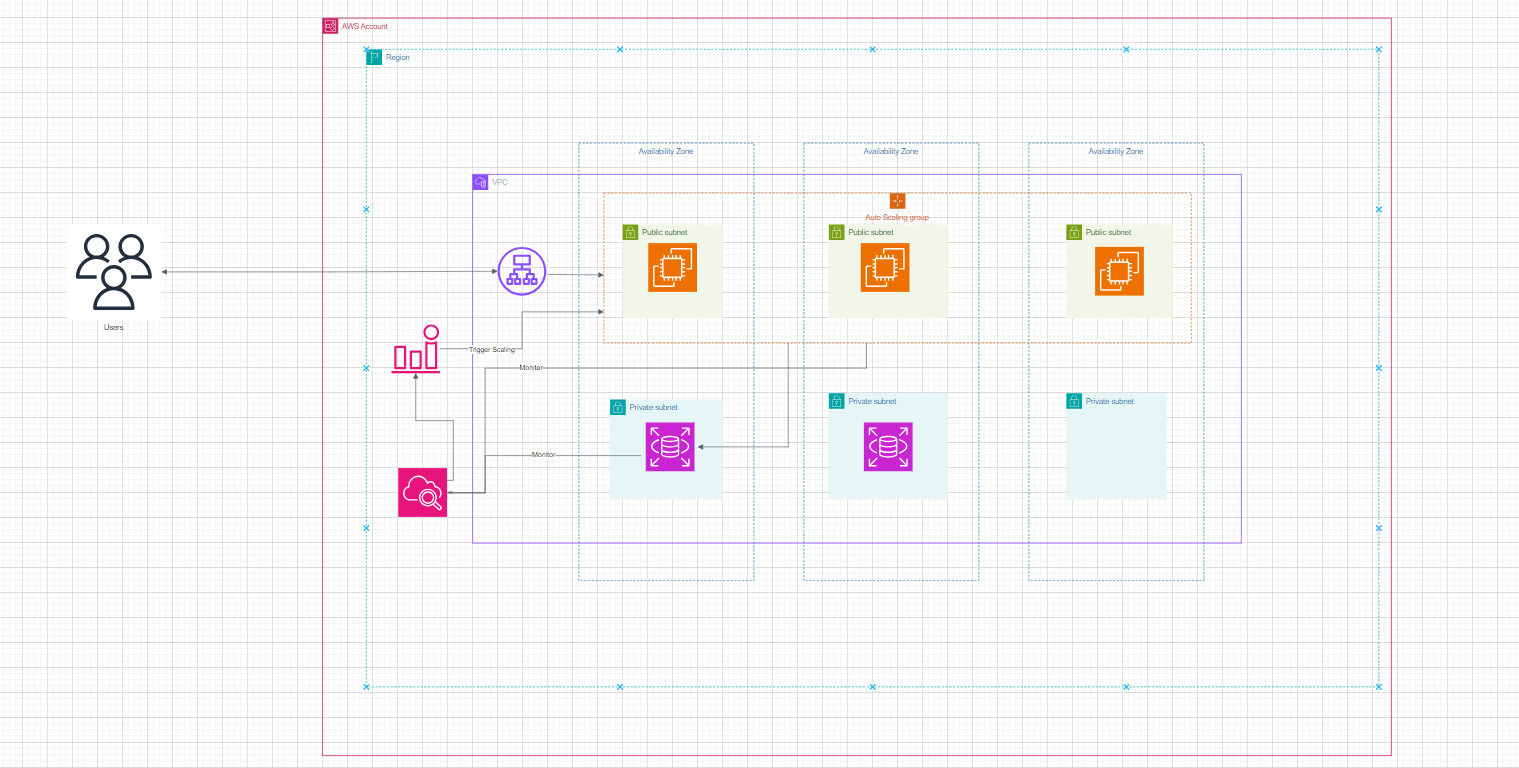 AWS Account
Region
Availability Zone
Availability Zone
Availability Zone
VPC
Auto Scaling group
Public subnet
Public subnet
Public subnet
Users
Trigger Scaling
Moniter
Private subnet
Private subnet
Private subnet
Monitor